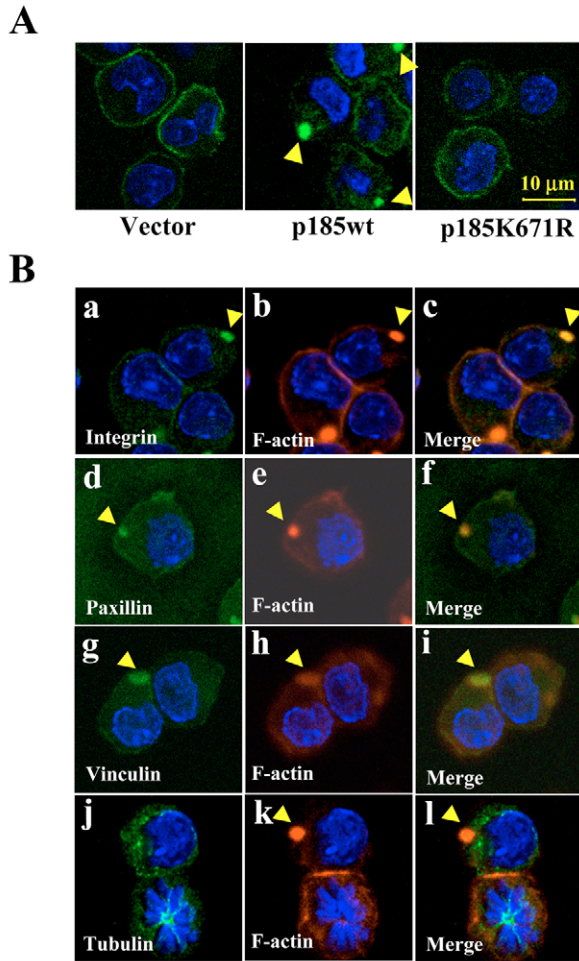 A
10 μm
Vector p185wt p185K671R
B
a b c
Integrin F-actin Merge
d e f
Paxillin F-actin Merge
g h i
Vinculin F-actin Merge
j k l
Tubulin F-actin Merge